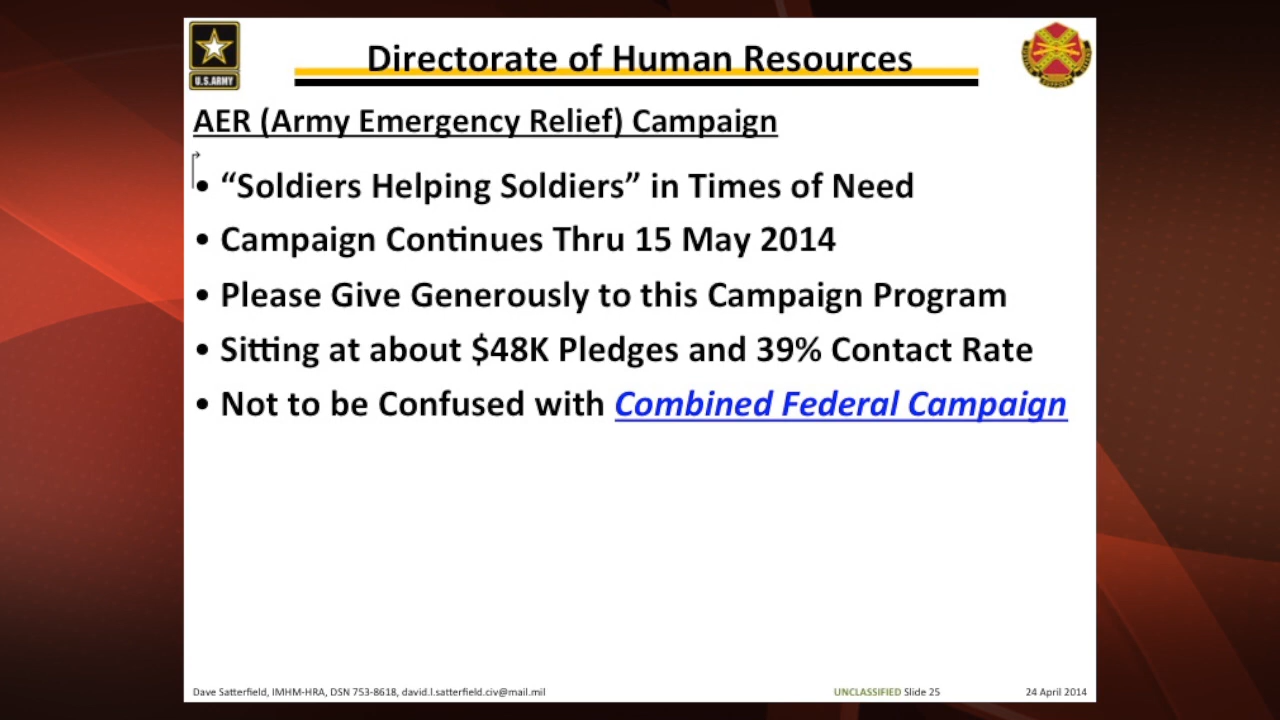 U.S.ARMY
Directorate of Human Resources
AER (Army Emergency Relief) Campaign
• “Soldiers Helping Soldiers” in Times of Need
• Campaign Continues Thru 15 May 2014
• Please Give Generously to this Campaign Program
• Sitting at about $48K Pledges and 39% Contact Rate
• Not to be Confused with Combined Federal Campaign
Dave Satterfield, IMHM-HRA, DSN 753-8618, david.l.satterfield.civ@mail.mil UNCLASSIFIED Slide 25 24 April 2014